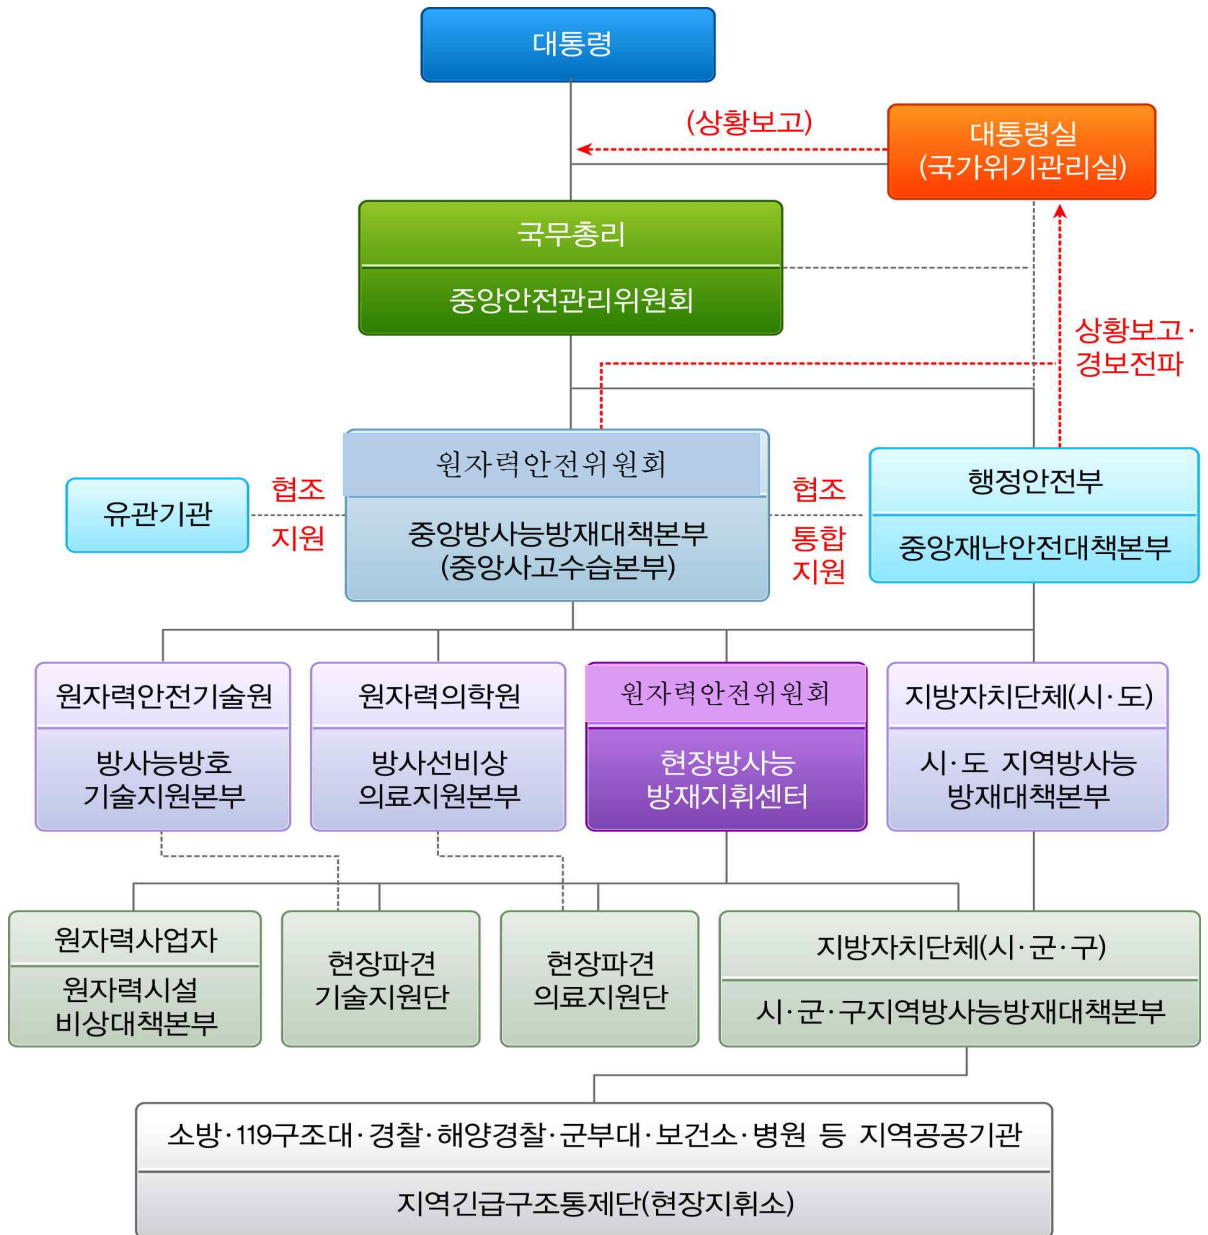 대통령
(상황보고)
대통령실
(국가위기관리실)
국무총리
중앙안전관리위원회
상황보고·
경보전파
원자력안전위원회
중앙방사능방재대책본부
(중앙사고수습본부)
유관기관
협조
지원
협조
통합
지원
행정안전부
중앙재난안전대책본부
원자력안전기술원
방사능방호
기술지원본부
원자력의학원
방사선비상
의료지원본부
원자력안전위원회
현장방사능
방재지휘센터
지방자치단체(시·도)
시·도 지역방사능
방재대책본부
원자력사업자
원자력시설
비상대책본부
현장파견
기술지원단
현장파견
의료지원단
지방자치단체(시·군·구)
시·군·구지역방사능방재대책본부
소방·119구조대·경찰·해양경찰·군부대·보건소·병원 등 지역공공기관
지역긴급구조통제단(현장지휘소)